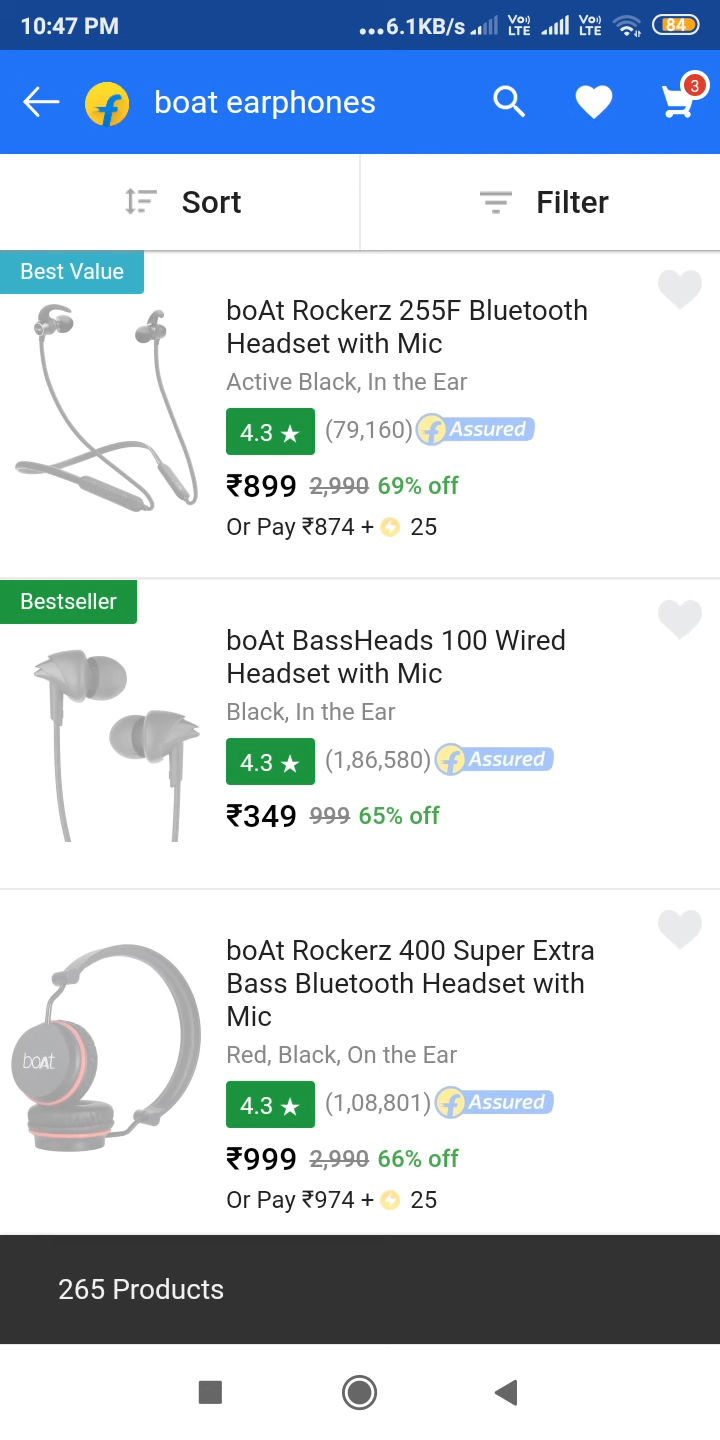 10:47 PM ...6.1KB/s Vo) LTE Vo) LTE 84
boat earphones 3
Sort Filter
Best Value
boAt Rockerz 255F Bluetooth
Headset with Mic
Active Black, In the Ear
4.3 ★ (79,160) Assured
₹899 2,990 69% off
Or Pay ₹874 + 25
Bestseller
boAt BassHeads 100 Wired
Headset with Mic
Black, In the Ear
4.3 ★ (1,86,580) Assured
₹349 999 65% off
boAt Rockerz 400 Super Extra
Bass Bluetooth Headset with
Mic
boAt
Red, Black, On the Ear
4.3 ★ (1,08,801) Assured
₹999 2,990 66% off
Or Pay ₹974 + 25
265 Products